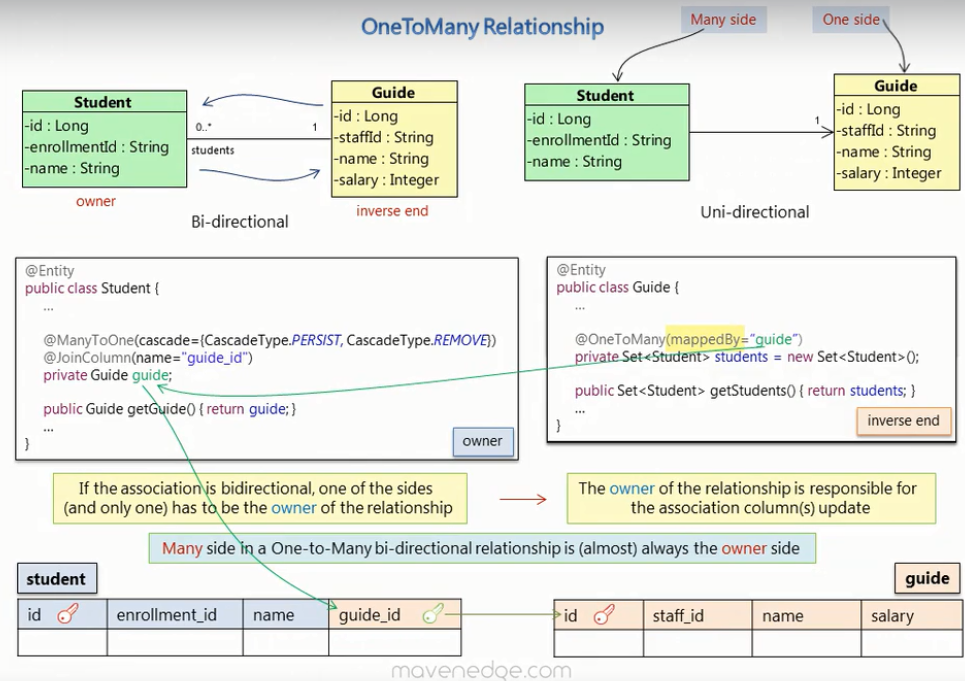 OneToMany Relationship
Many side
One side
Student
-id : Long
-enrollmentId : String
-name : String
owner
0..*
1
students
Bi-directional
Guide
-id : Long
-staffId : String
-name : String
-salary : Integer
inverse end
Student
-id : Long
-enrollmentId : String
-name : String
1
Uni-directional
Guide
-id : Long
-staffId : String
-name : String
-salary : Integer
@Entity
public class Student {
...
@ManyToOne(cascade={CascadeType.PERSIST, CascadeType.REMOVE})
@JoinColumn(name="guide_id")
private Guide guide;
public Guide getGuide() { return guide; }
...
}
owner
@Entity
public class Guide {
...
@OneToMany(mappedBy="guide")
private Set<Student> students = new Set<Student>();
public Set<Student> getStudents() { return students; }
...
}
inverse end
If the association is bidirectional, one of the sides
(and only one) has to be the owner of the relationship
The owner of the relationship is responsible for
the association column(s) update
Many side in a One-to-Many bi-directional relationship is (almost) always the owner side
student
id enrollment_id name guide_id
guide
id staff_id name salary
mavenedge.com